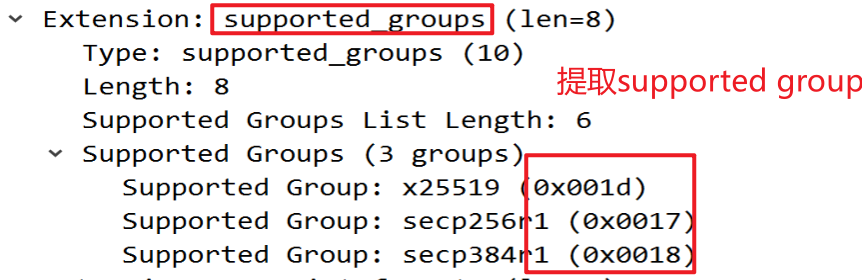 Extension: supported_groups (len=8)
Type: supported_groups (10)
Length: 8
提取supported group
Supported Groups List Length: 6
Supported Groups (3 groups)
Supported Group: x25519 (0x001d)
Supported Group: secp256r1 (0x0017)
Supported Group: secp384r1 (0x0018)